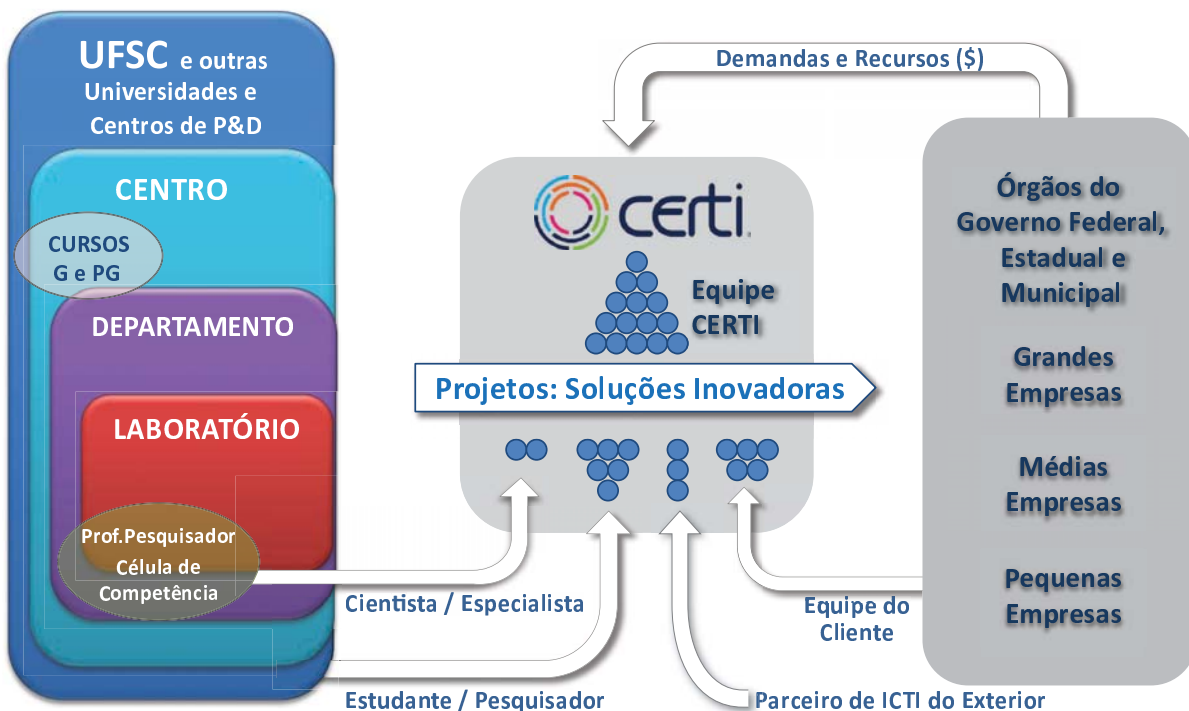 UFSC e outras
Universidades e
Centros de P&D
CENTRO
CURSOS
G e PG
DEPARTAMENTO
LABORATÓRIO
Prof.Pesquisador
Célula de
Competência
Demandas e Recursos ($)
certi
Equipe
CERTI
Projetos: Soluções Inovadoras
Cientista / Especialista
Estudante / Pesquisador
Equipe do
Cliente
Parceiro de ICTI do Exterior
Órgãos do
Governo Federal,
Estadual e
Municipal
Grandes
Empresas
Médias
Empresas
Pequenas
Empresas